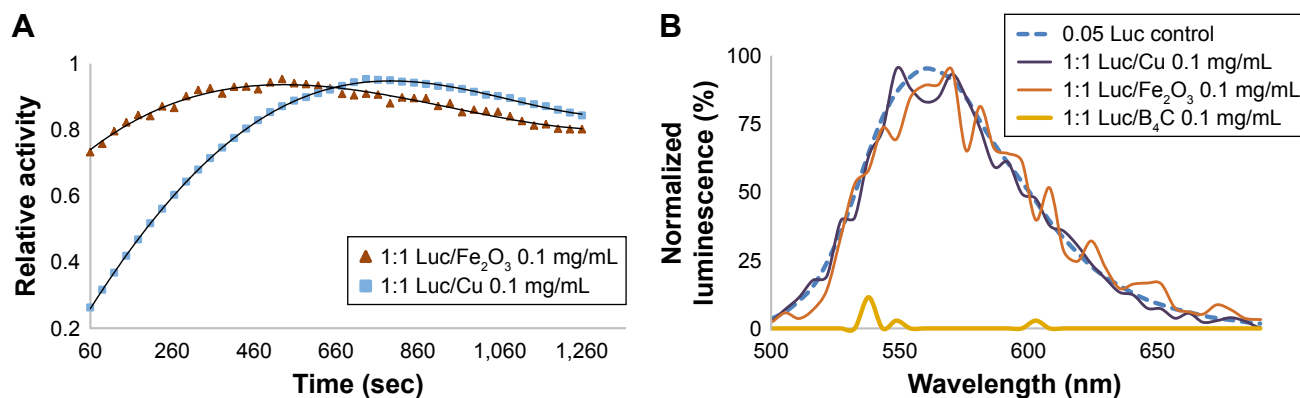 A
Relative activity
1
0.8
0.6
0.4
0.2
60
260
460
660
860
1,060
1,260
Time (sec)
1:1 Luc/Fe₂O₃ 0.1 mg/mL
1:1 Luc/Cu 0.1 mg/mL
B
0.05 Luc control
1:1 Luc/Cu 0.1 mg/mL
1:1 Luc/Fe₂O₃ 0.1 mg/mL
1:1 Luc/B₄C 0.1 mg/mL
Normalized
luminescence (%)
100
75
50
25
0
500
550
600
650
Wavelength (nm)